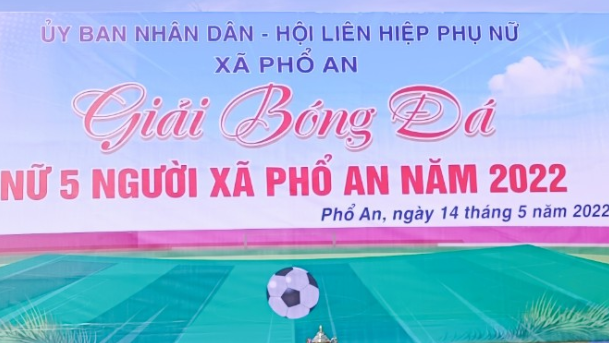 ỦY BAN NHÂN DÂN - HỘI LIÊN HIỆP PHỤ NỮ
XÃ PHỔ AN
Giải Bóng Đá
NỮ 5 NGƯỜI XÃ PHỔ AN NĂM 2022
Phổ An, ngày 14 tháng 5 năm 2022